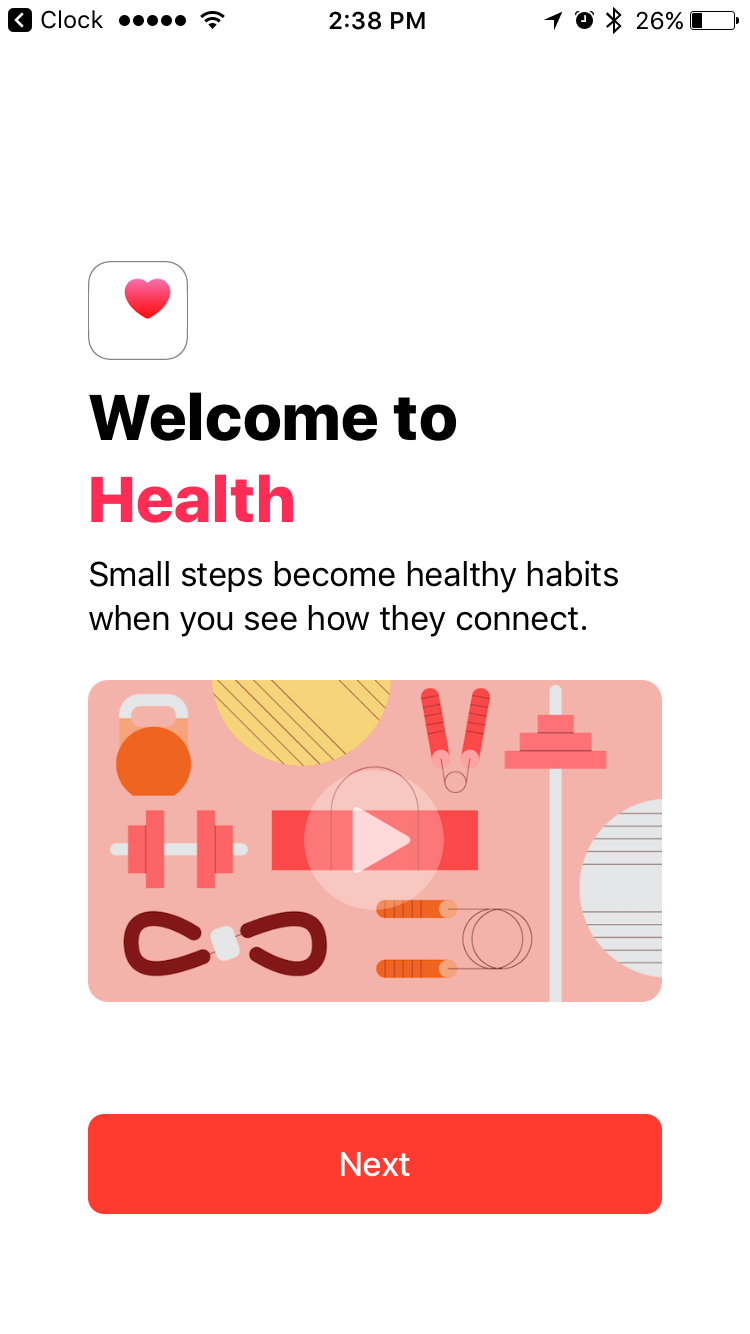 Clock 2:38 PM 26%
Welcome to
Health
Small steps become healthy habits
when you see how they connect.
Next